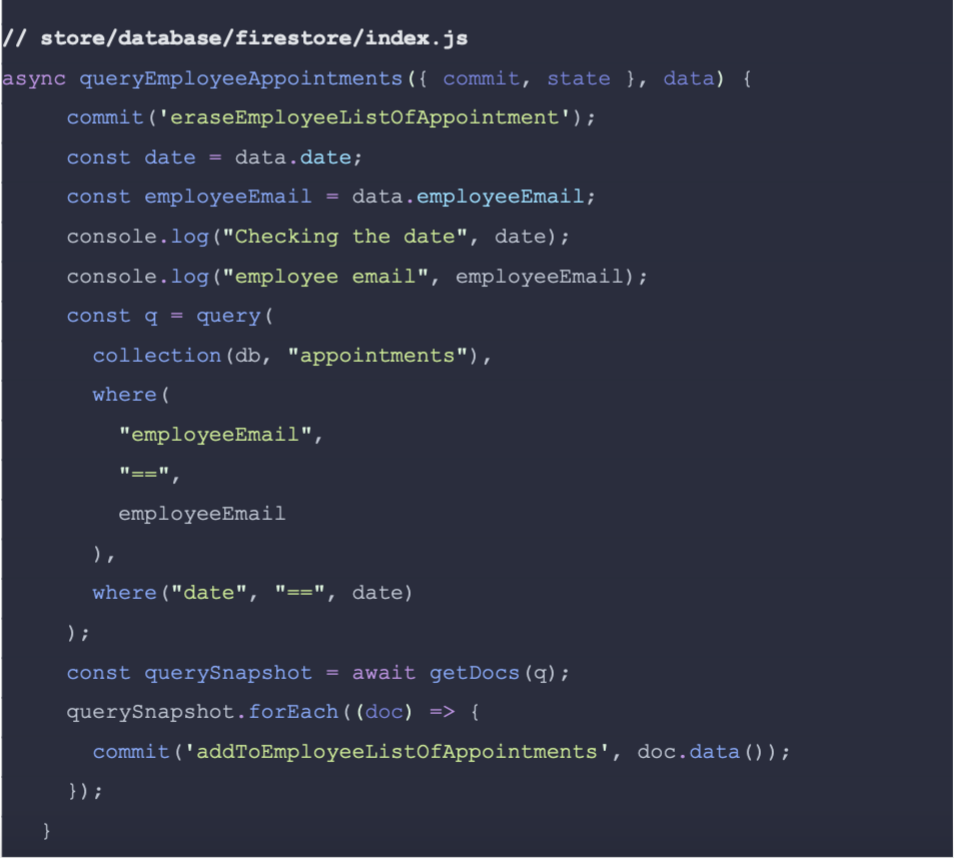 // store/database/firestore/index.js
async queryEmployeeAppointments({ commit, state }, data) {
commit('eraseEmployeeListOfAppointment');
const date = data.date;
const employeeEmail = data.employeeEmail;
console.log("Checking the date", date);
console.log("employee email", employeeEmail);
const q = query(
collection(db, "appointments"),
where(
"employeeEmail",
"==",
employeeEmail
),
where("date", "==", date)
);
const querySnapshot = await getDocs(q);
querySnapshot.forEach((doc) => {
commit('addToEmployeeListOfAppointments', doc.data());
});
}